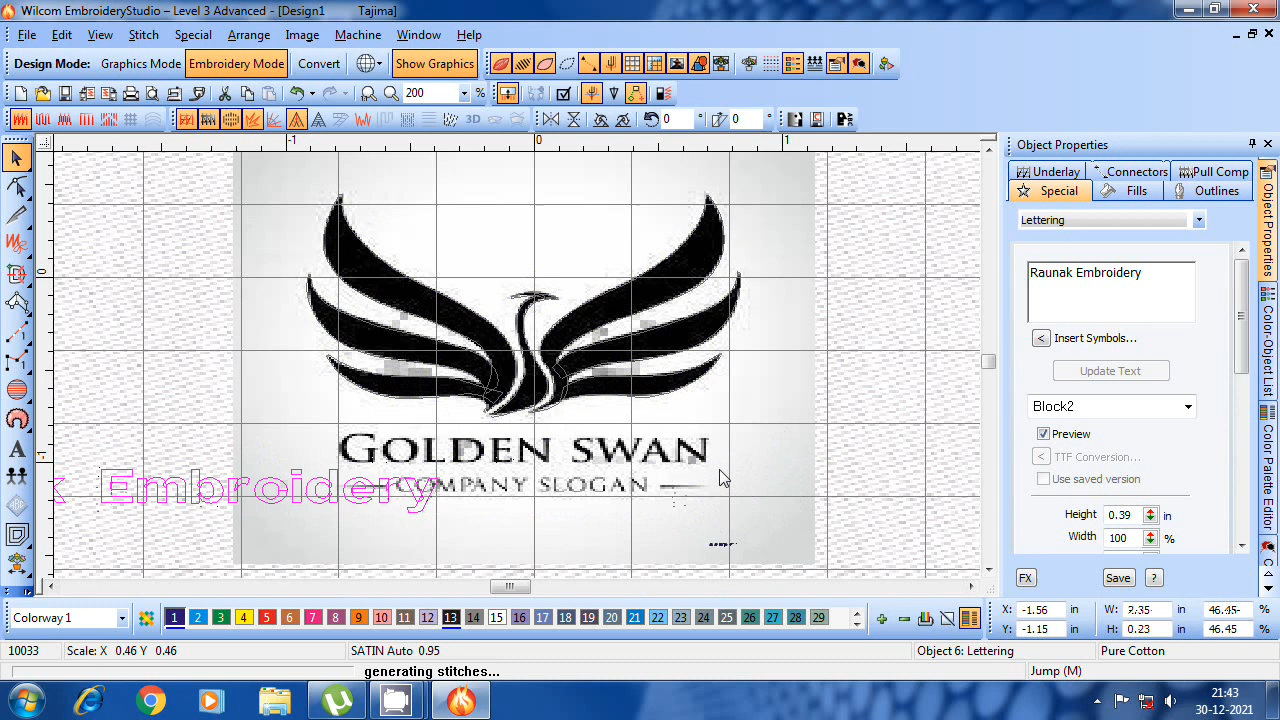 Wilcom EmbroideryStudio – Level 3 Advanced - [Design1 Tajima]
File Edit View Stitch Special Arrange Image Machine Window Help
Design Mode: Graphics Mode Embroidery Mode Convert Show Graphics
200 %
3D 0 ° 0 °
-1 0 1
Object Properties
Underlay Connectors Pull Comp
Special Fills Outlines
Lettering
Raunak Embroidery
< Insert Symbols...
Update Text
Block2
Preview
< TTF Conversion...
Use saved version
Height 0.39 in
Width 100 %
FX Save ?
Object Properties
Color-Object List
Color Palette Editor
0
-1
GOLDEN SWAN
COMPANY SLOGAN
k Embroidery
Colorway 1 1 2 3 4 5 6 7 8 9 10 11 12 13 14 15 16 17 18 19 20 21 22 23 24 25 26 27 28 29
X: -1.56 in W: 2.35 in 46.45 %
Y: -1.15 in H: 0.23 in 46.45 %
10033 Scale: X 0.46 Y 0.46 SATIN Auto 0.95 Object 6: Lettering Pure Cotton
generating stitches... Jump (M)
21:43
30-12-2021